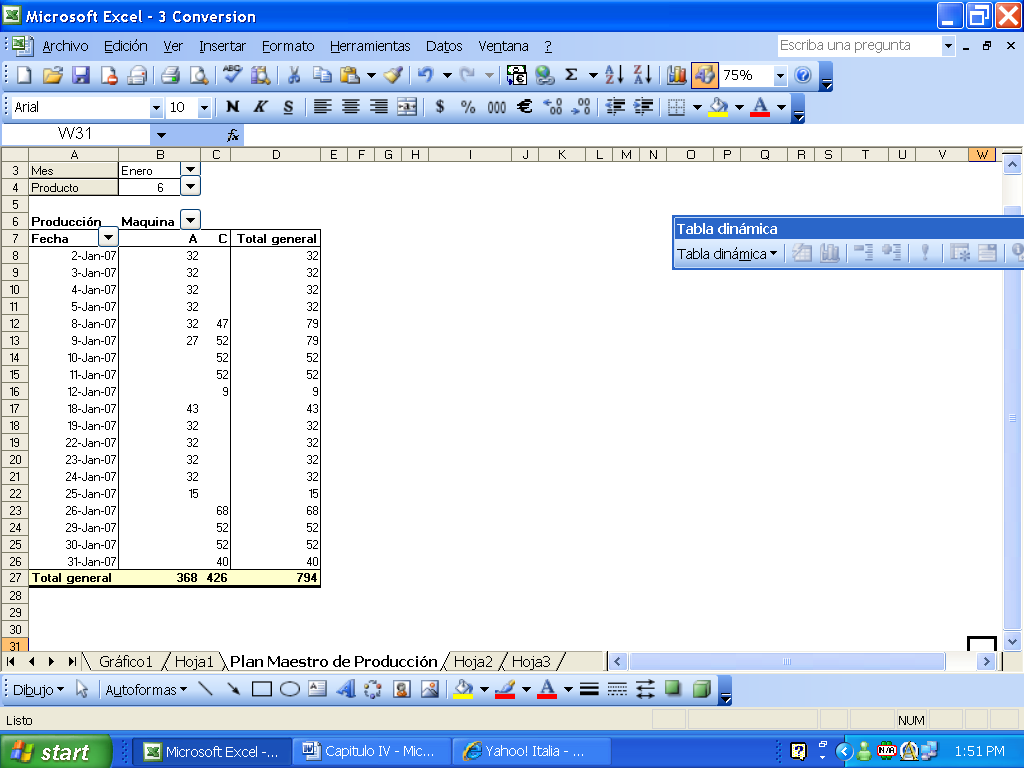 Microsoft Excel - 3 Conversion
Archivo Edición Ver Insertar Formato Herramientas Datos Ventana ? Escriba una pregunta
75%
Arial 10 N K S $ % 000 €
W31 fx
A B C D E F G H I J K L M N O P Q R S T U V W
3 Mes Enero
4 Producto 6
5
6 Producción Maquina
7 Fecha A C Total general
8 2-Jan-07 32 32
9 3-Jan-07 32 32
10 4-Jan-07 32 32
11 5-Jan-07 32 32
12 8-Jan-07 32 47 79
13 9-Jan-07 27 52 79
14 10-Jan-07 52 52
15 11-Jan-07 52 52
16 12-Jan-07 9 9
17 18-Jan-07 43 43
18 19-Jan-07 32 32
19 22-Jan-07 32 32
20 23-Jan-07 32 32
21 24-Jan-07 32 32
22 25-Jan-07 15 15
23 26-Jan-07 68 68
24 29-Jan-07 52 52
25 30-Jan-07 52 52
26 31-Jan-07 40 40
27 Total general 368 426 794
28
29
30
31
Tabla dinámica
Tabla dinámica
Gráfico1 Hoja1 Plan Maestro de Producción Hoja2 Hoja3
Dibujo Autoformas
Listo NUM
start Microsoft Excel -... Capitulo IV - Mic... Yahoo! Italia - ... 1:51 PM